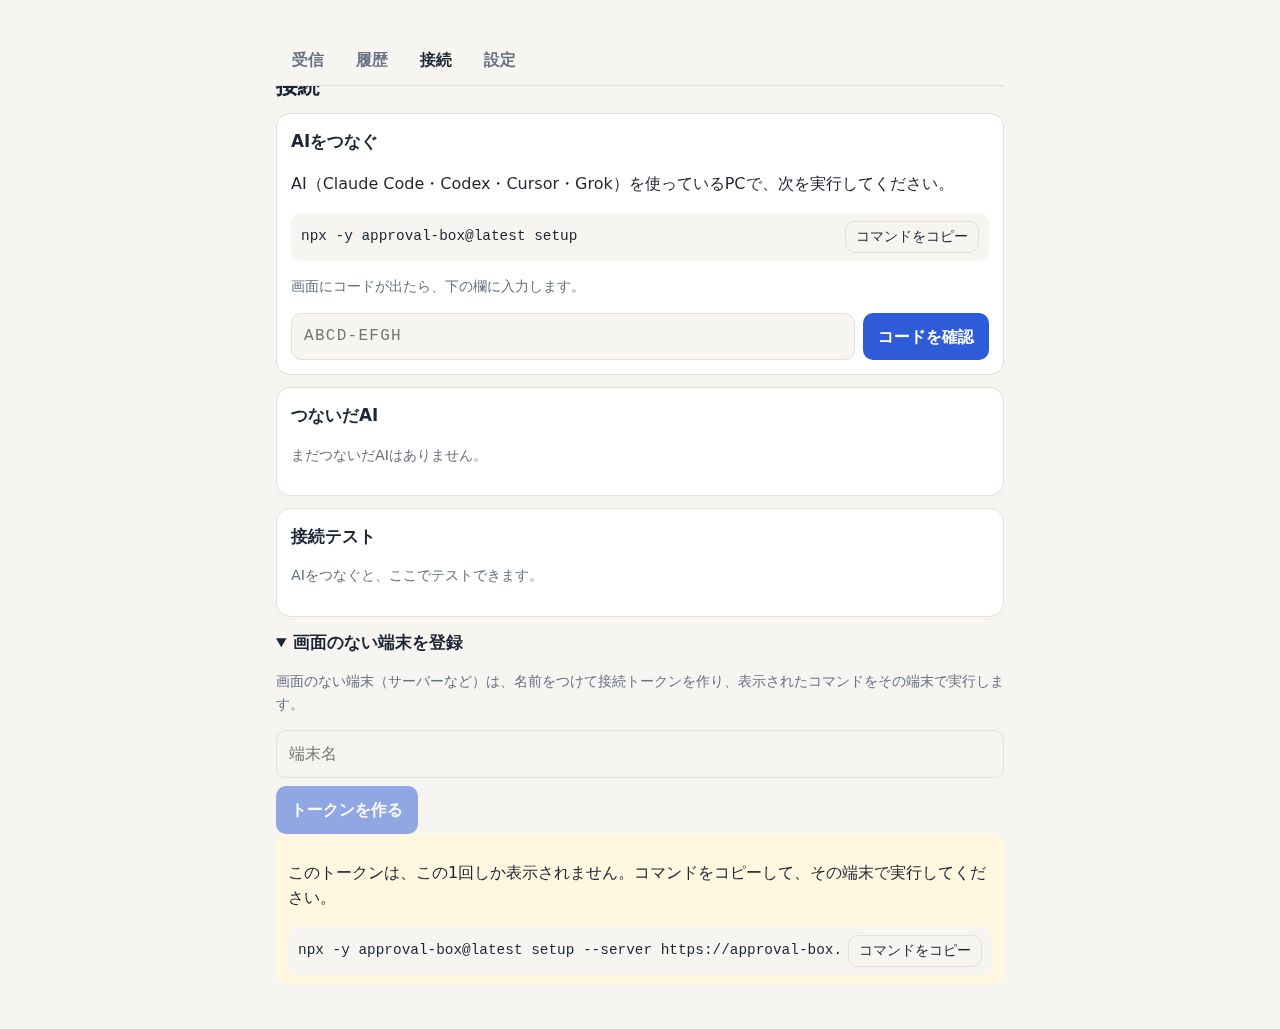 受信 履歴 接続 設定
接続
AIをつなぐ
AI（Claude Code・Codex・Cursor・Grok）を使っているPCで、次を実行してください。
npx -y approval-box@latest setup コマンドをコピー
画面にコードが出たら、下の欄に入力します。
ABCD-EFGH コードを確認
つないだAI
まだつないだAIはありません。
接続テスト
AIをつなぐと、ここでテストできます。
▼ 画面のない端末を登録
画面のない端末（サーバーなど）は、名前をつけて接続トークンを作り、表示されたコマンドをその端末で実行しま
す。
端末名
トークンを作る
このトークンは、この1回しか表示されません。コマンドをコピーして、その端末で実行してくだ
さい。
npx -y approval-box@latest setup --server https://approval-box. コマンドをコピー